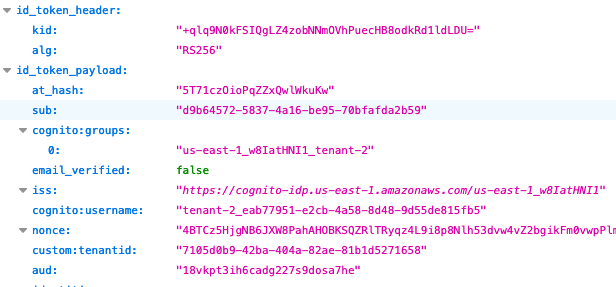 id_token_header:
kid: "+qlq9N0kFSIQgLZ4zobNNmOVhPuecHB8odkRd1ldLDU="
alg: "RS256"
id_token_payload:
at_hash: "5T71czOioPqZZxQwlWkuKw"
sub: "d9b64572-5837-4a16-be95-70bfafda2b59"
cognito:groups:
0: "us-east-1_w8IatHNI1_tenant-2"
email_verified: false
iss: "https://cognito-idp.us-east-1.amazonaws.com/us-east-1_w8IatHNI1"
cognito:username: "tenant-2_eab77951-e2cb-4a58-8d48-9d55de815fb5"
nonce: "4BTCz5HjgNB6JXW8PahAHOBKSQZRlTRyqz4L9i8p8Nlh53dvw4vZ2bgikFm0vwpPlm
custom:tenantid: "7105d0b9-42ba-404a-82ae-81b1d5271658"
aud: "18vkpt3ih6cadg227s9dosa7he"